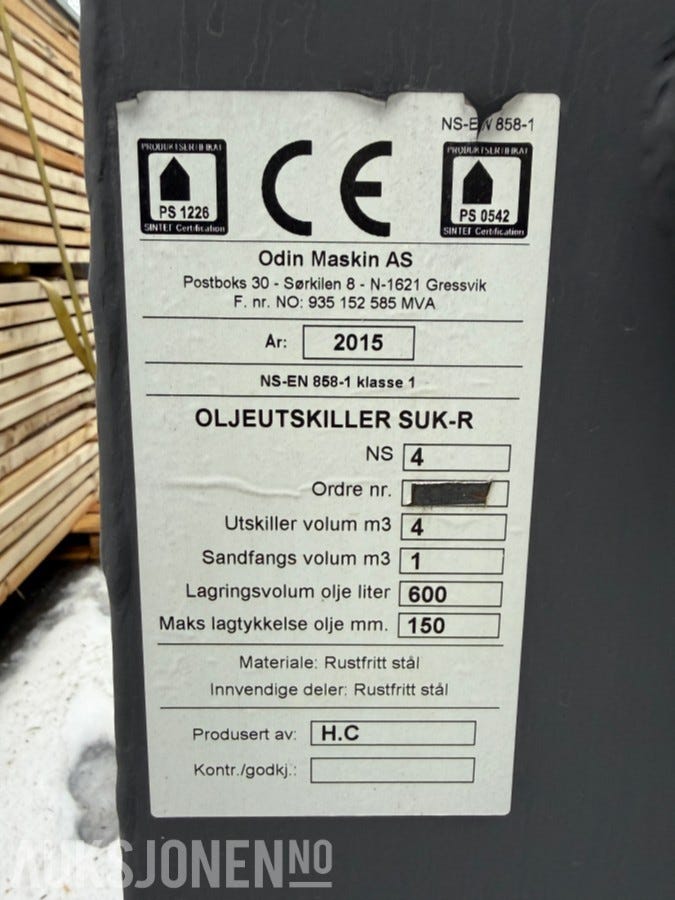 NS-EN 858-1
PRODUKTSERTIFIKAT
PS 1226
SINTEF Certification
CE
PRODUKTSERTIFIKAT
PS 0542
SINTEF Certification
Odin Maskin AS
Postboks 30 - Sørkilen 8 - N-1621 Gressvik
F. nr. NO: 935 152 585 MVA
År: 2015
NS-EN 858-1 klasse 1
OLJEUTSKILLER SUK-R
NS 4
Ordre nr.
Utskiller volum m3 4
Sandfangs volum m3 1
Lagringsvolum olje liter 600
Maks lagtykkelse olje mm. 150
Materiale: Rustfritt stål
Innvendige deler: Rustfritt stål
Produsert av: H.C
Kontr./godkj.:
AUKSJONEN NO